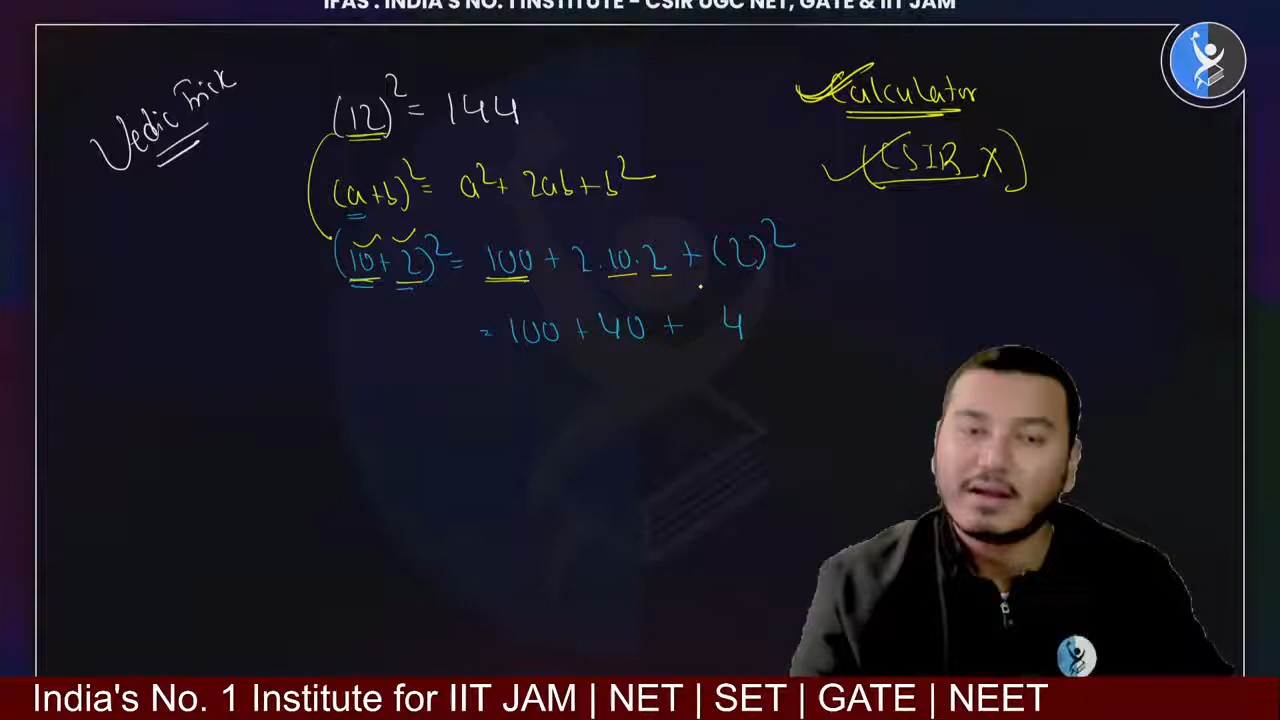 IFAS : INDIA'S NO. 1 INSTITUTE - CSIR UGC NET, GATE & IIT JAM
Vedic Trick
(12)² = 144
Calculator
(CSIR X)
(a+b)² = a² + 2ab + b²
(10+2)² = 100 + 2.10.2 + (2)²
= 100 + 40 + 4
India's No. 1 Institute for IIT JAM | NET | SET | GATE | NEET